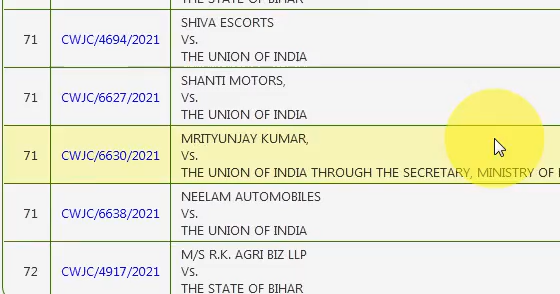 THE STATE OF BIHAR
71
CWJC/4694/2021
SHIVA ESCORTS
Vs.
THE UNION OF INDIA
71
CWJC/6627/2021
SHANTI MOTORS,
Vs.
THE UNION OF INDIA
71
CWJC/6630/2021
MRITYUNJAY KUMAR,
Vs.
THE UNION OF INDIA THROUGH THE SECRETARY, MINISTRY OF
71
CWJC/6638/2021
NEELAM AUTOMOBILES
Vs.
THE UNION OF INDIA
72
CWJC/4917/2021
M/S R.K. AGRI BIZ LLP
Vs.
THE STATE OF BIHAR